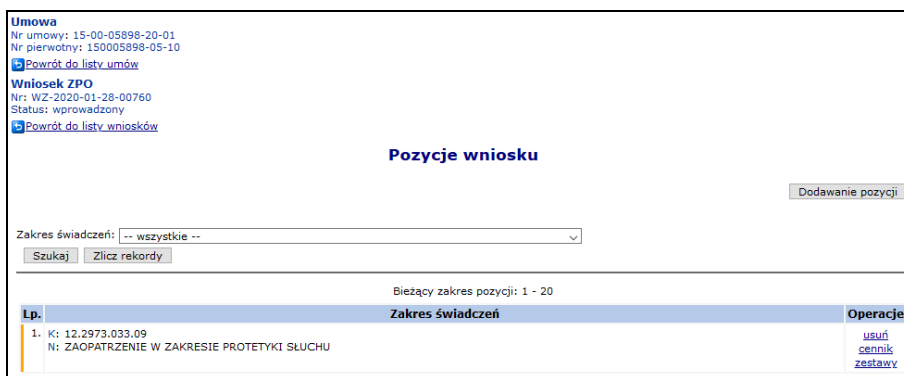 Umowa
Nr umowy: 15-00-05898-20-01
Nr pierwotny: 150005898-05-10
Powrót do listy umów
Wniosek ZPO
Nr: WZ-2020-01-28-00760
Status: wprowadzony
Powrót do listy wniosków
Pozycje wniosku
Dodawanie pozycji
Zakres świadczeń: -- wszystkie --
Szukaj Zlicz rekordy
Bieżący zakres pozycji: 1 - 20
Lp. Zakres świadczeń Operacje
1. K: 12.2973.033.09 usuń
N: ZAOPATRZENIE W ZAKRESIE PROTETYKI SŁUCHU cennik
zestawy